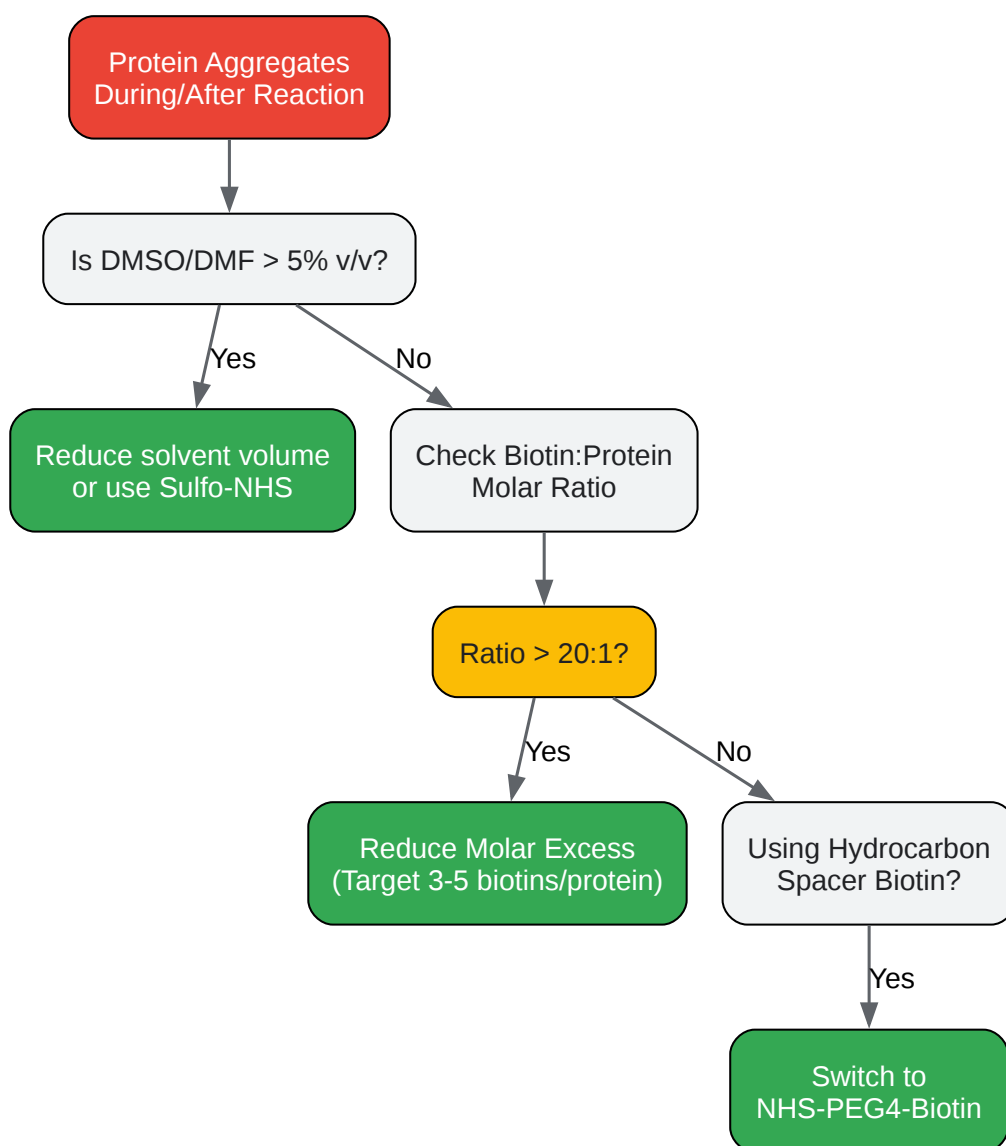 Protein Aggregates
During/After Reaction
Is DMSO/DMF > 5% v/v?
Yes
No
Reduce solvent volume
or use Sulfo-NHS
Check Biotin:Protein
Molar Ratio
Ratio > 20:1?
Yes
No
Reduce Molar Excess
(Target 3-5 biotins/protein)
Using Hydrocarbon
Spacer Biotin?
Yes
Switch to
NHS-PEG4-Biotin